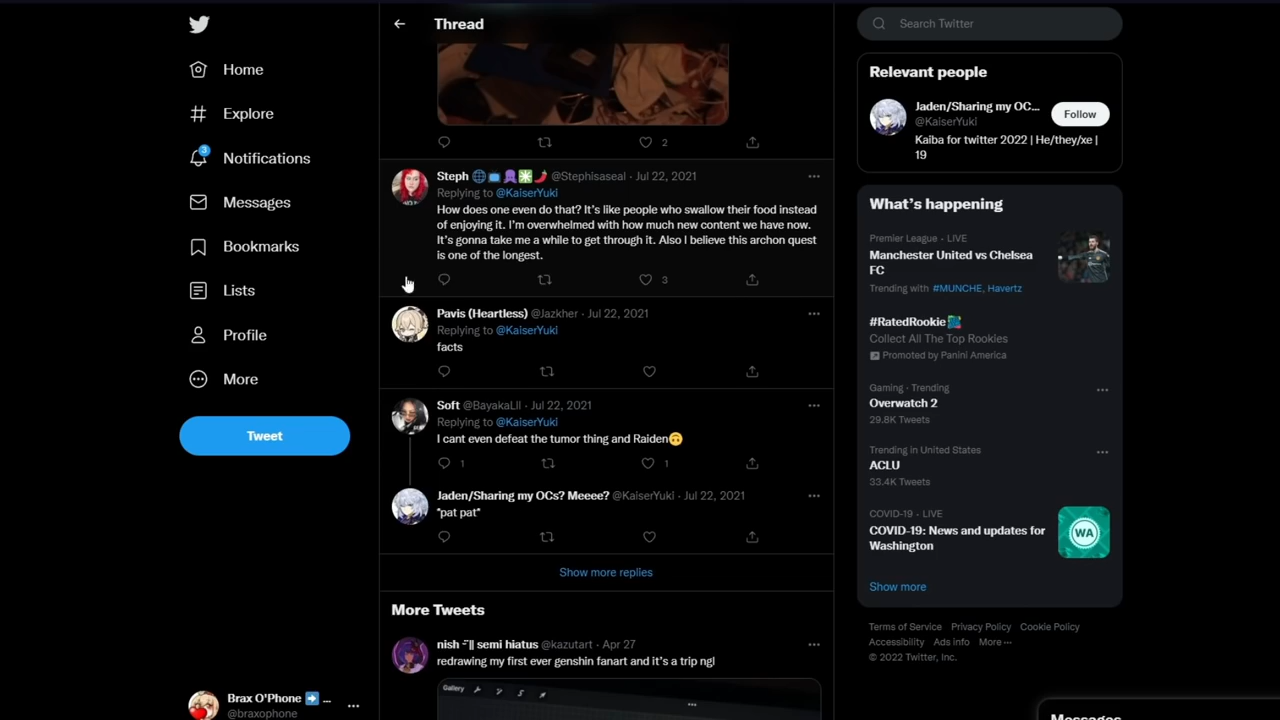 Home
Explore
3
Notifications
Messages
Bookmarks
Lists
Profile
More
Tweet
Brax O'Phone ➡️ ...
@braxophone
Thread
2
Steph 🌐 @Stephisaseal · Jul 22, 2021
Replying to @KaiserYuki
How does one even do that? It's like people who swallow their food instead
of enjoying it. I'm overwhelmed with how much new content we have now.
It's gonna take me a while to get through it. Also I believe this archon quest
is one of the longest.
3
Pavis (Heartless) @Jazkher · Jul 22, 2021
Replying to @KaiserYuki
facts
Soft @BayakaLil · Jul 22, 2021
Replying to @KaiserYuki
I cant even defeat the tumor thing and Raiden🙃
1
1
Jaden/Sharing my OCs? Meeee? @KaiserYuki · Jul 22, 2021
*pat pat*
Show more replies
More Tweets
semi hiatus @kazutart · Apr 27
redrawing my first ever genshin fanart and it's a trip ngl
Gallery
Search Twitter
Relevant people
Jaden/Sharing my OC...
@KaiserYuki
Follow
Kaiba for twitter 2022 | He/they/xe |
19
What's happening
Premier League · LIVE
Manchester United vs Chelsea
FC
Trending with #MUNCHE, Havertz
#RatedRookie
Collect All The Top Rookies
Promoted by Panini America
Gaming · Trending
Overwatch 2
29.8K Tweets
Trending in United States
ACLU
33.4K Tweets
COVID-19 · LIVE
COVID-19: News and updates for
Washington
WA
Show more
Terms of Service Privacy Policy Cookie Policy
Accessibility Ads info More ···
© 2022 Twitter, Inc.
Messages